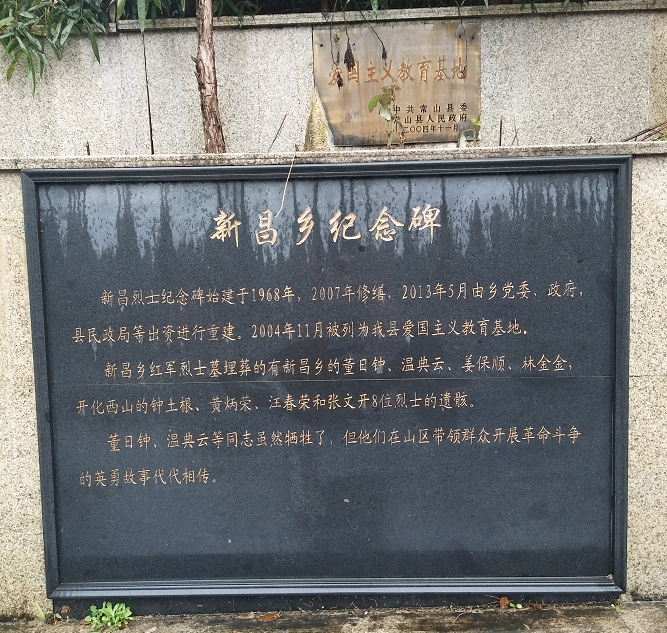 爱国主义教育基地
中共常山县委
常山县人民政府
二〇〇四年十一月
新昌乡纪念碑
新昌烈士纪念碑始建于1968年，2007年修缮，2013年5月由乡党委、政府，
县民政局等出资进行重建。2004年11月被列为我县爱国主义教育基地。
新昌乡红军烈士墓埋葬的有新昌乡的董日钟、温典云、姜保顺、林金金，
开化西山的钟土根、黄炳荣、汪春荣和张文开8位烈士的遗骸。
董日钟、温典云等同志虽然牺牲了，但他们在山区带领群众开展革命斗争
的英勇故事代代相传。